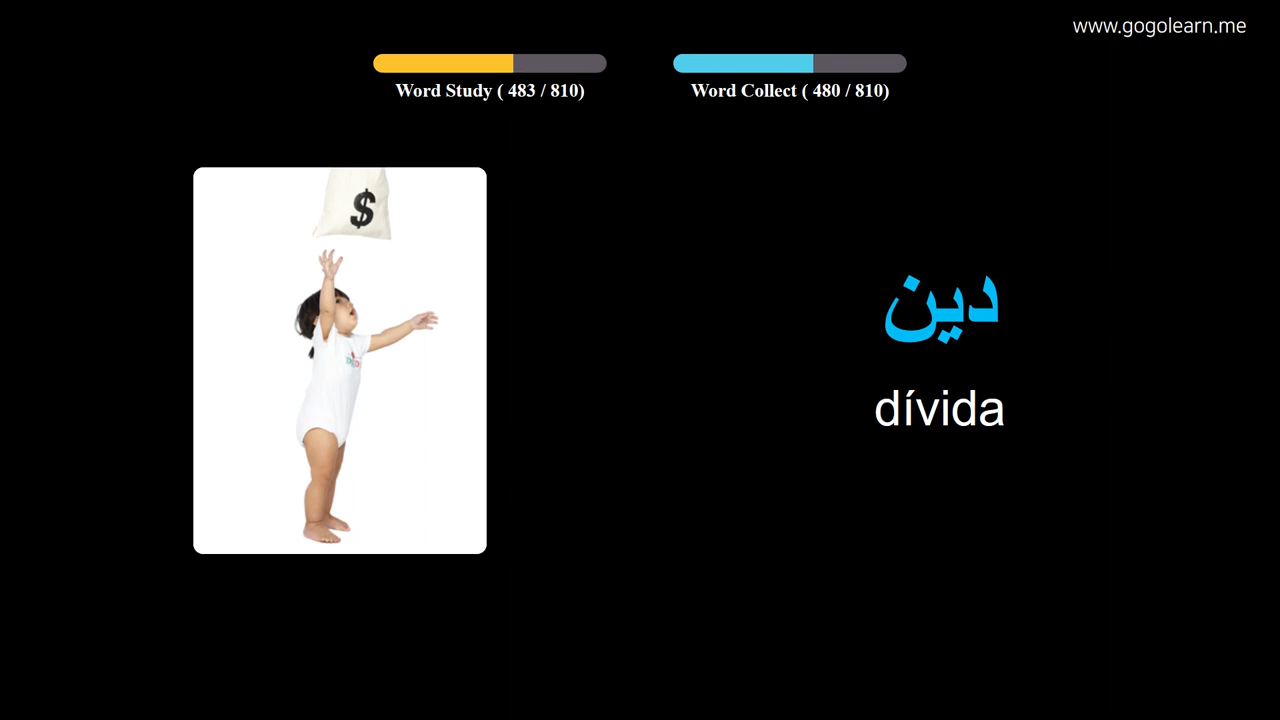 www.gogolearn.me
Word Study ( 483 / 810)
Word Collect ( 480 / 810)
$
دين
dívida